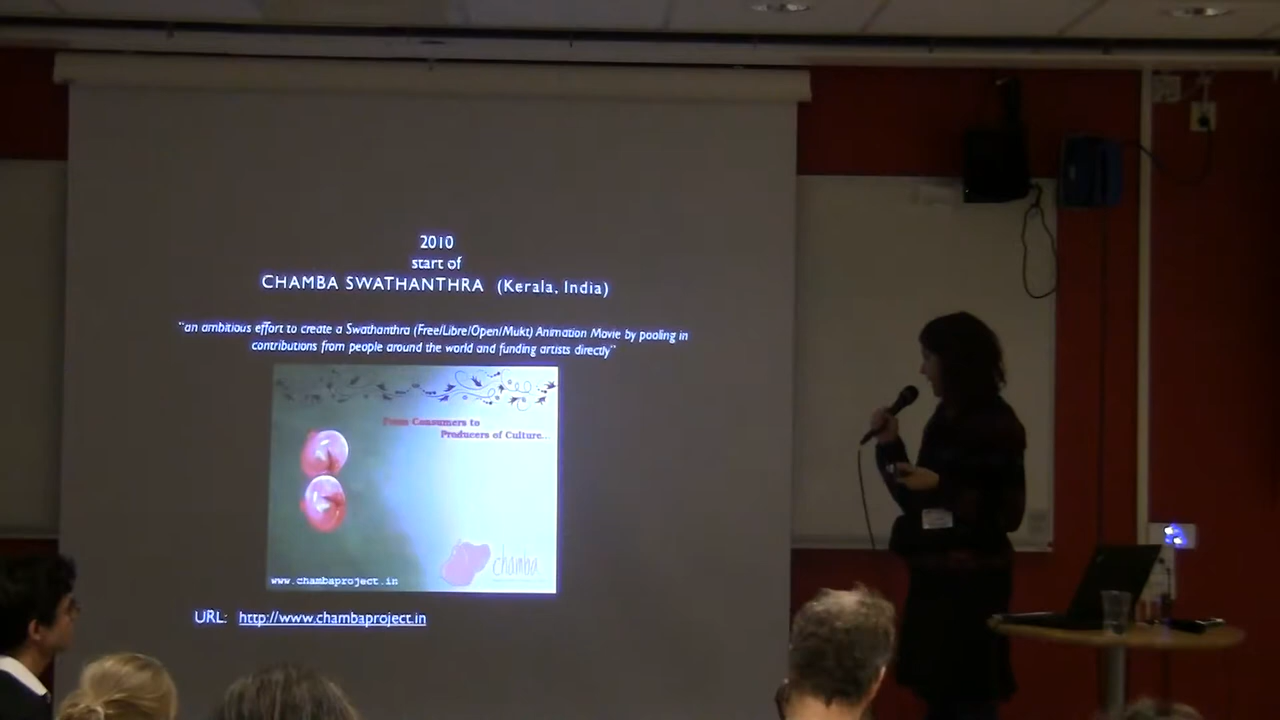 2010
start of
CHAMBA SWATHANTHRA (Kerala, India)
"an ambitious effort to create a Swathanthra (Free/Libre/Open/Mukt) Animation Movie by pooling in
contributions from people around the world and funding artists directly"
From Consumers to
Producers of Culture...
chamba
www.chambaproject.in
URL: http://www.chambaproject.in